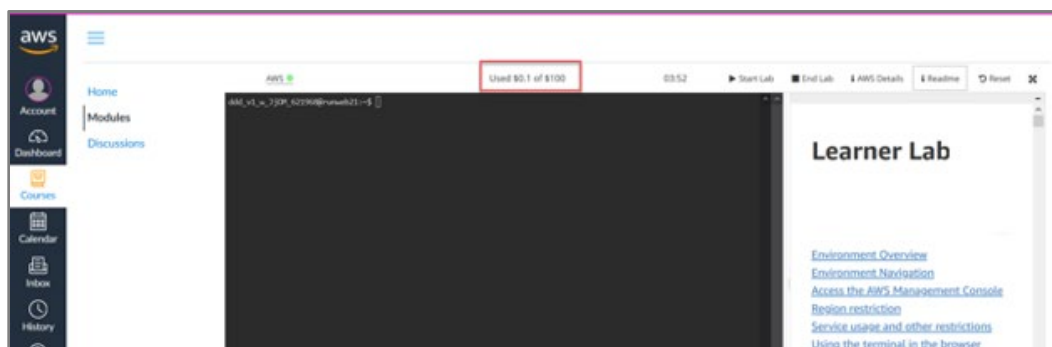 aws
Account
Dashboard
Courses
Calendar
Inbox
History
Home
Modules
Discussions
AWS
Used $0.1 of $100
03:52
Start Lab
End Lab
AWS Details
Readme
Reset
ddd_v1_w_7jDM_621968@runweb21:~$
Learner Lab
Environment Overview
Environment Navigation
Access the AWS Management Console
Region restriction
Service usage and other restrictions
Using the terminal in the browser